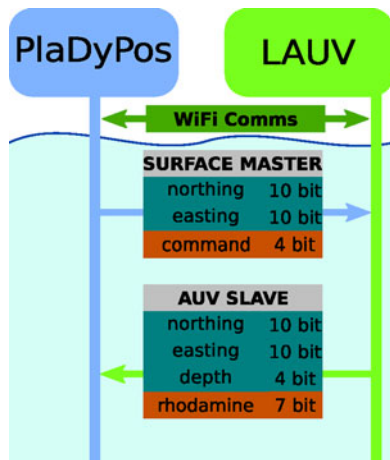 PlaDyPos
LAUV
WiFi Comms
SURFACE MASTER
northing 10 bit
easting 10 bit
command 4 bit
AUV SLAVE
northing 10 bit
easting 10 bit
depth 4 bit
rhodamine 7 bit